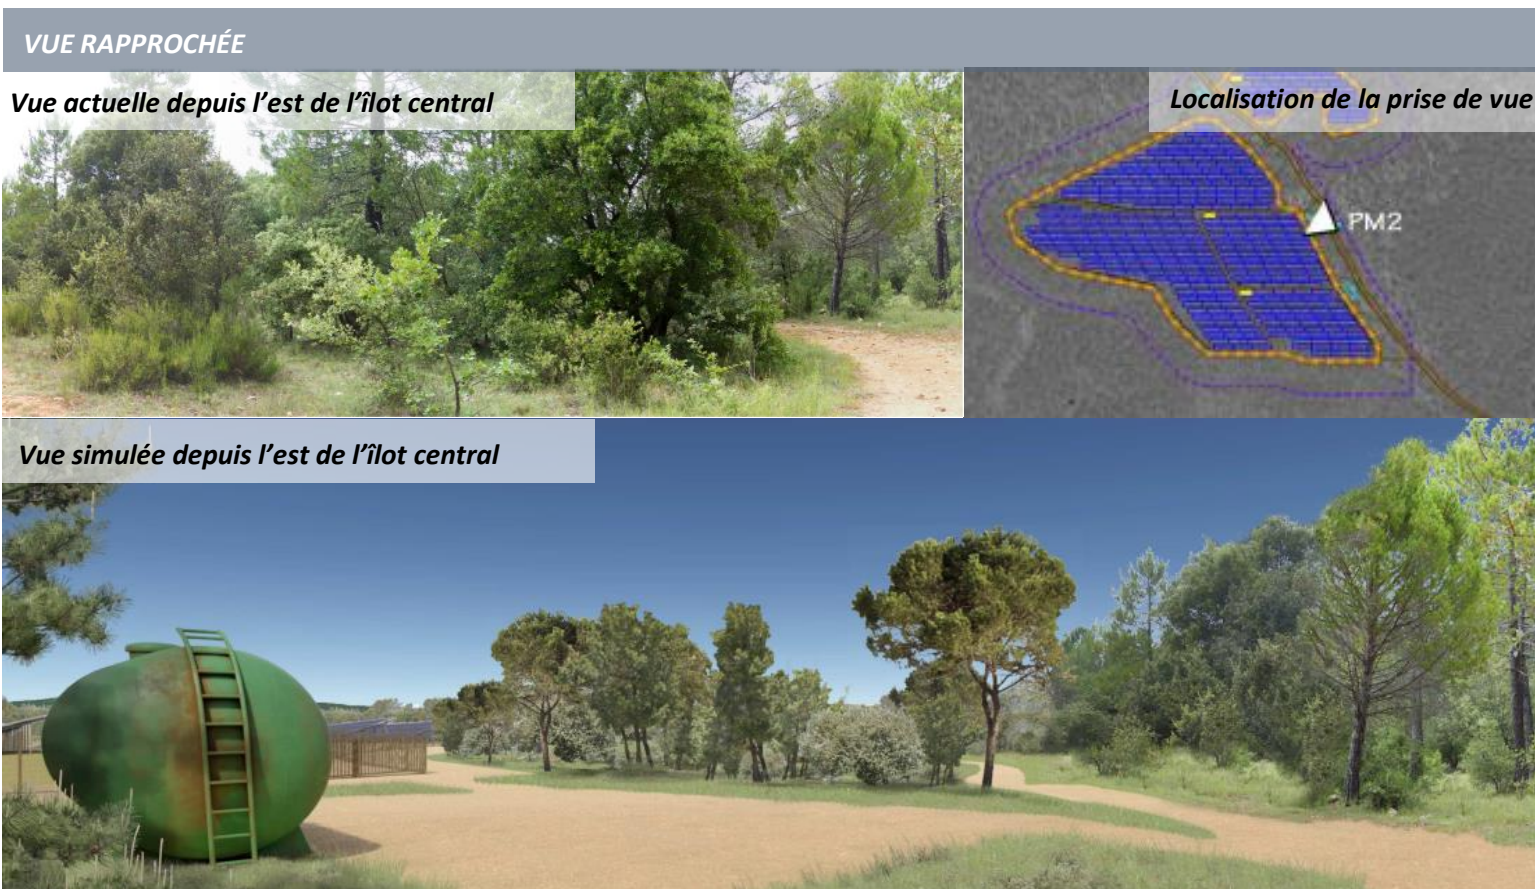 VUE RAPPROCHÉE
Vue actuelle depuis l’est de l’îlot central
Localisation de la prise de vue
PM2
Vue simulée depuis l’est de l’îlot central